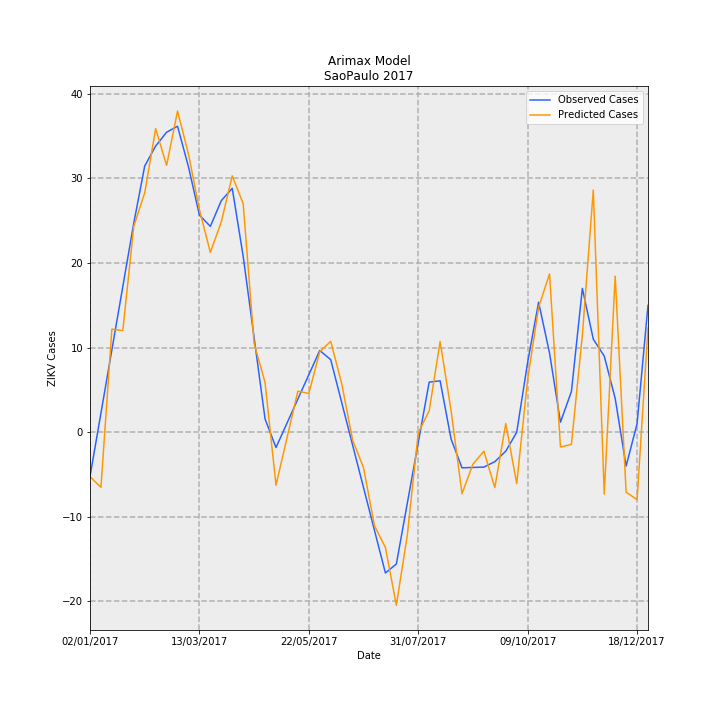 Arimax Model
SaoPaulo 2017
Observed Cases
Predicted Cases
40
30
20
10
0
−10
−20
ZIKV Cases
02/01/2017 13/03/2017 22/05/2017 31/07/2017 09/10/2017 18/12/2017
Date